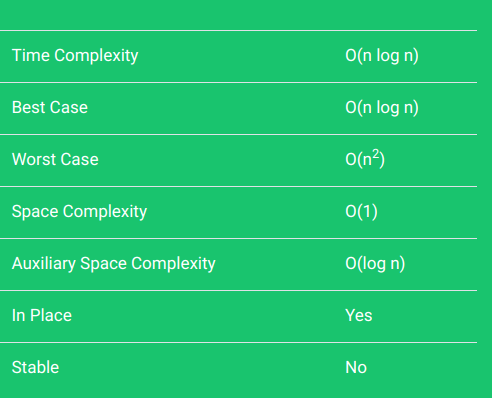 Time Complexity O(n log n)
Best Case O(n log n)
Worst Case O(n²)
Space Complexity O(1)
Auxiliary Space Complexity O(log n)
In Place Yes
Stable No